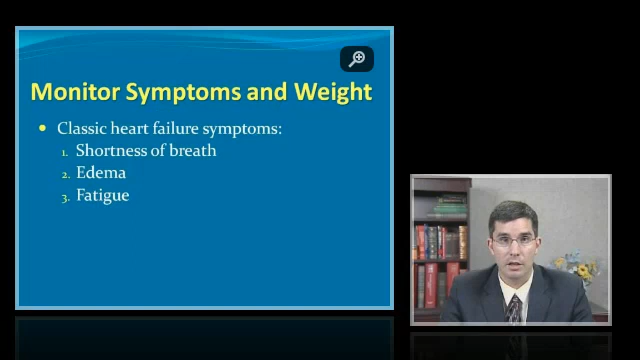 Monitor Symptoms and Weight
• Classic heart failure symptoms:
1. Shortness of breath
2. Edema
3. Fatigue